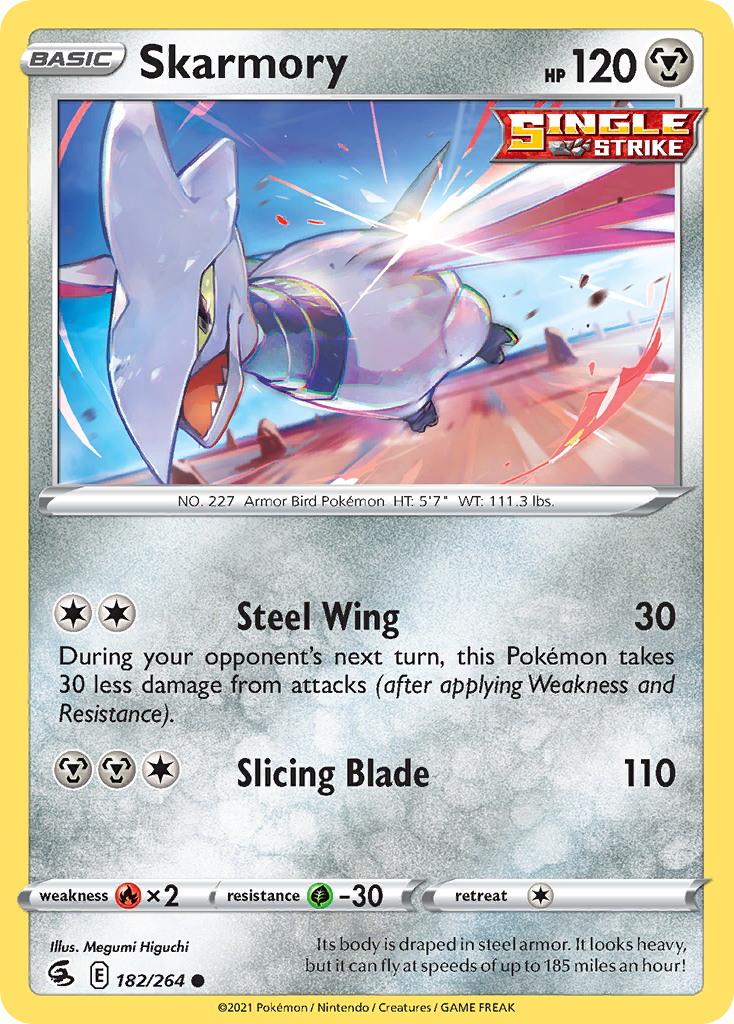 BASIC Skarmory HP 120
SINGLE
STRIKE
NO. 227 Armor Bird Pokémon HT: 5'7" WT: 111.3 lbs.
Steel Wing 30
During your opponent's next turn, this Pokémon takes
30 less damage from attacks (after applying Weakness and
Resistance).
Slicing Blade 110
weakness ×2 resistance -30 retreat
Illus. Megumi Higuchi
E 182/264
Its body is draped in steel armor. It looks heavy,
but it can fly at speeds of up to 185 miles an hour!
©2021 Pokémon / Nintendo / Creatures / GAME FREAK